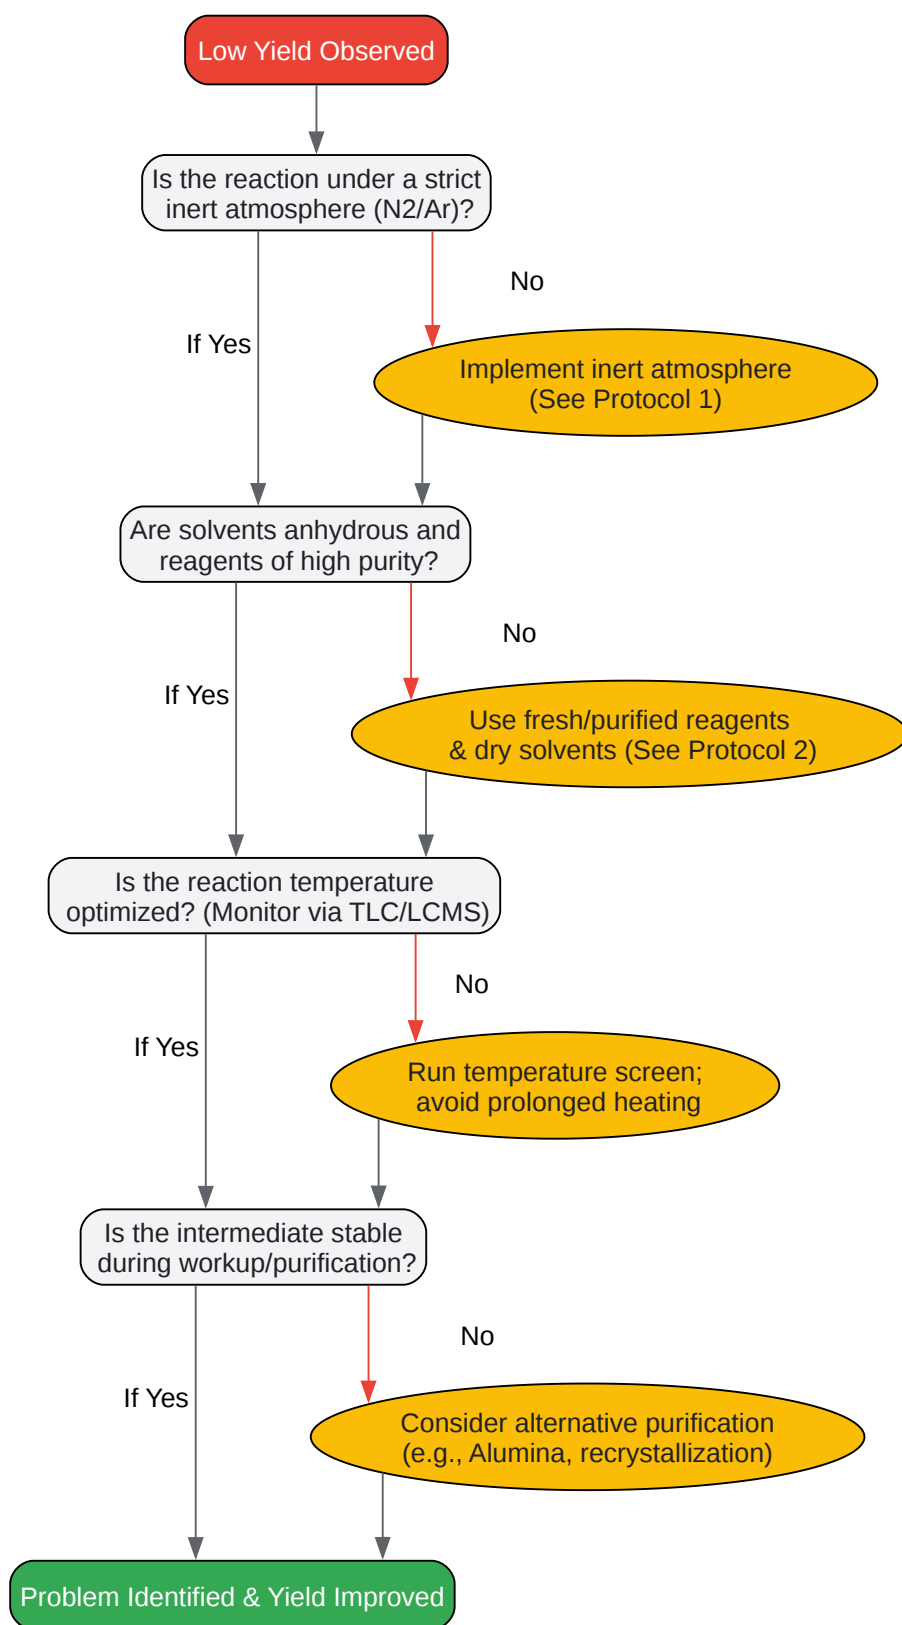 Low Yield Observed
Is the reaction under a strict
inert atmosphere (N2/Ar)?
No
If Yes
Implement inert atmosphere
(See Protocol 1)
Are solvents anhydrous and
reagents of high purity?
No
If Yes
Use fresh/purified reagents
& dry solvents (See Protocol 2)
Is the reaction temperature
optimized? (Monitor via TLC/LCMS)
No
If Yes
Run temperature screen;
avoid prolonged heating
Is the intermediate stable
during workup/purification?
No
If Yes
Consider alternative purification
(e.g., Alumina, recrystallization)
Problem Identified & Yield Improved